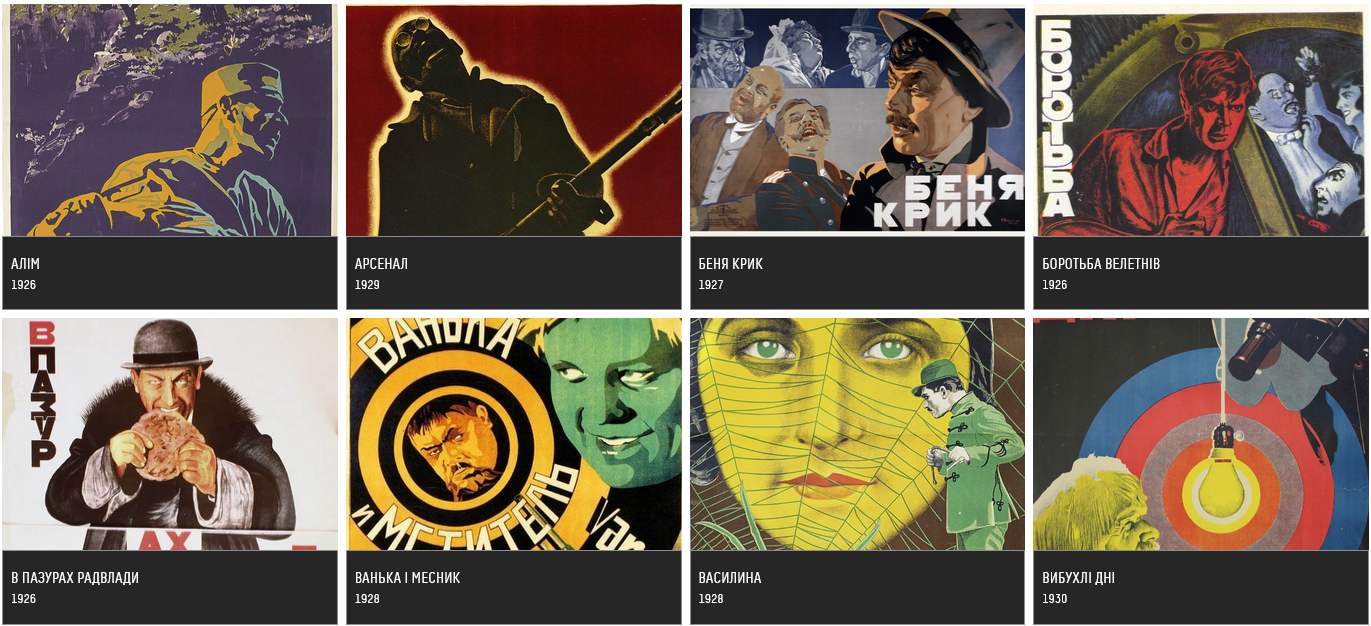 БЕНЯ
КРИК
БОРОТЬБА
АЛІМ
1926
АРСЕНАЛ
1929
БЕНЯ КРИК
1927
БОРОТЬБА ВЕЛЕТНІВ
1926
В
ПАЗУР
АХ
ВАНЬКА
и МСТИТЕЛЬ
Van
В ПАЗУРАХ РАДВЛАДИ
1926
ВАНЬКА І МЕСНИК
1928
ВАСИЛИНА
1928
ВИБУХЛІ ДНІ
1930